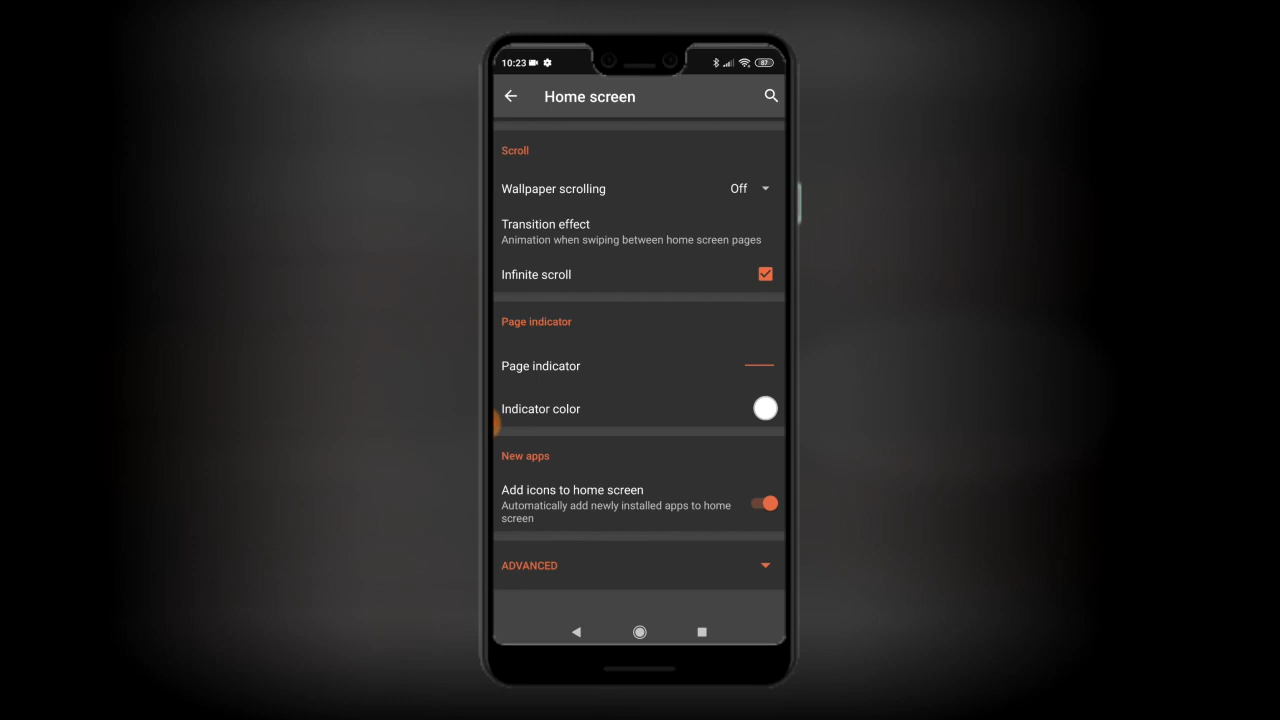 10:23
87
Home screen
Scroll
Wallpaper scrolling
Off
Transition effect
Animation when swiping between home screen pages
Infinite scroll
Page indicator
Page indicator
Indicator color
New apps
Add icons to home screen
Automatically add newly installed apps to home
screen
ADVANCED